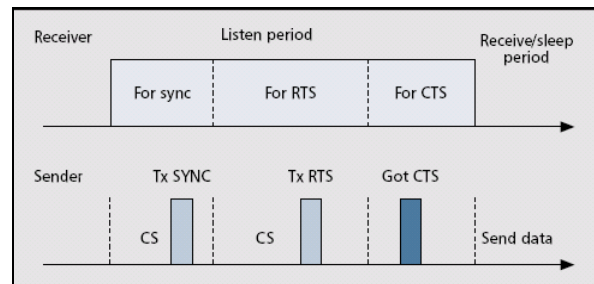 Receiver
Listen period
Receive/sleep
period
For sync
For RTS
For CTS
Sender
Tx SYNC
Tx RTS
Got CTS
CS
CS
Send data